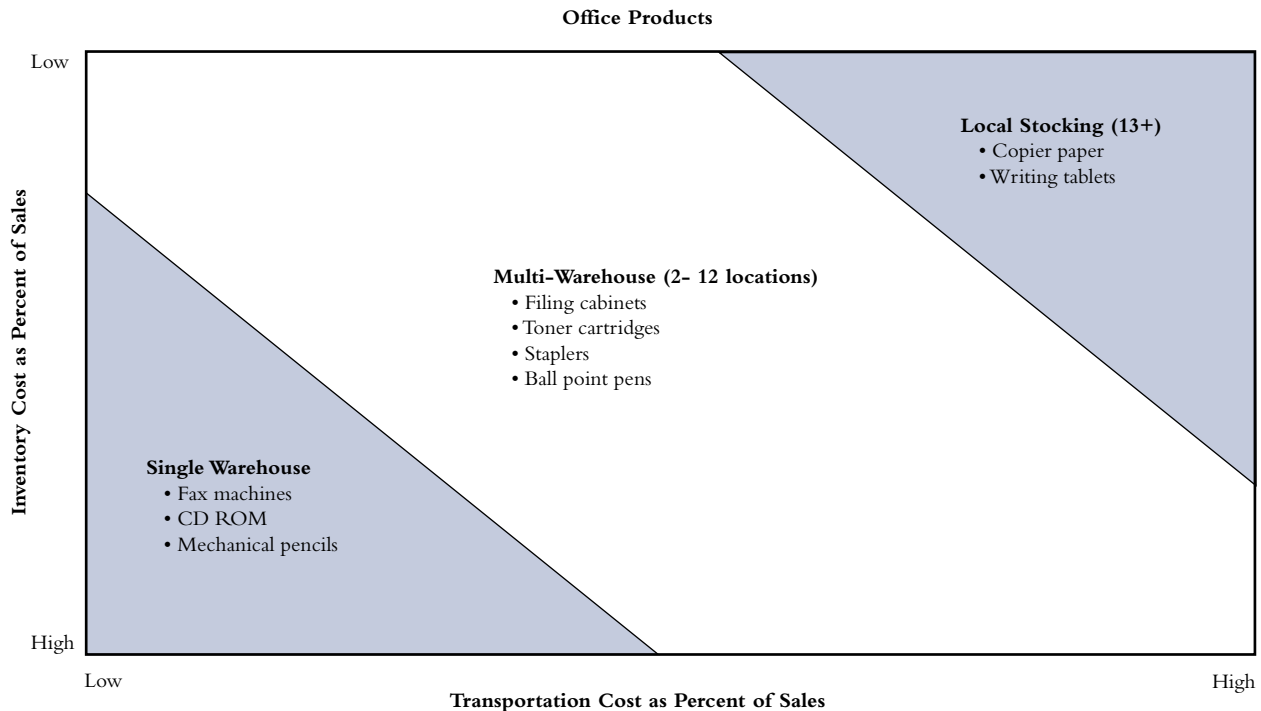 Office Products
Low
Local Stocking (13+)
• Copier paper
• Writing tablets
Inventory Cost as Percent of Sales
Multi-Warehouse (2- 12 locations)
• Filing cabinets
• Toner cartridges
• Staplers
• Ball point pens
Single Warehouse
• Fax machines
• CD ROM
• Mechanical pencils
High
Low
High
Transportation Cost as Percent of Sales